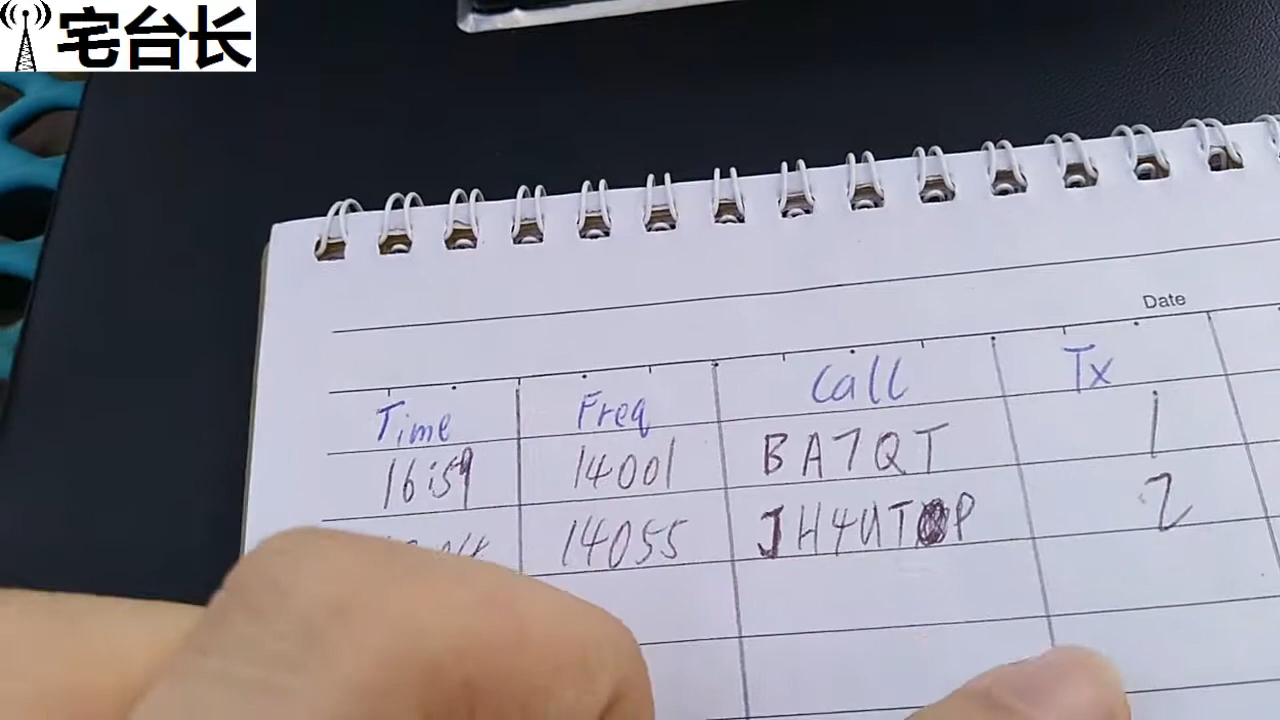 宅台长
Date
Time Freq Call Tx
16:59 14001 BA7QT 1
14055 JH4UTP 2